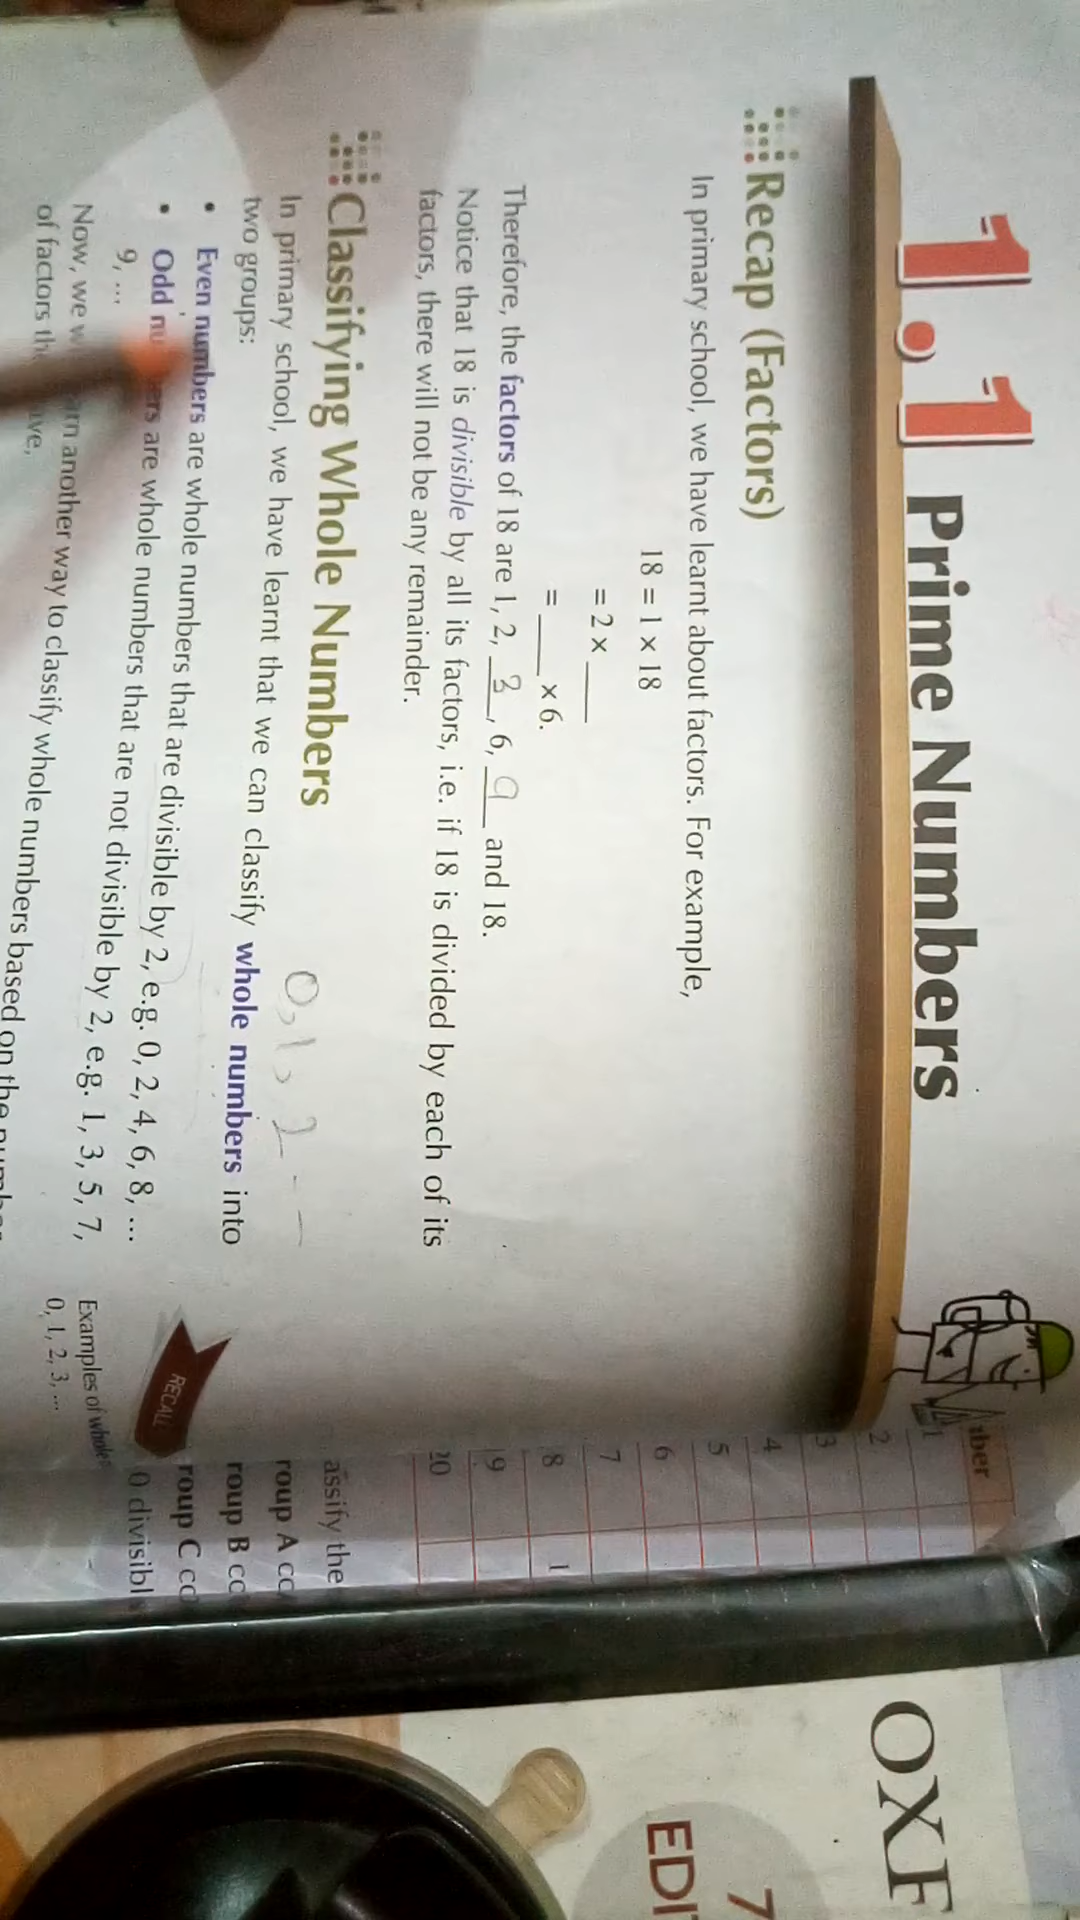 1.1 Prime Numbers
Recap (Factors)
In primary school, we have learnt about factors. For example,
18 = 1 × 18
= 2 × ___
= ___ × 6.
Therefore, the factors of 18 are 1, 2, 3, 6, 9 and 18.
Notice that 18 is divisible by all its factors, i.e. if 18 is divided by each of its
factors, there will not be any remainder.
Classifying Whole Numbers
0, 1, 2 - -
In primary school, we have learnt that we can classify whole numbers into
two groups:
• Even numbers are whole numbers that are divisible by 2, e.g. 0, 2, 4, 6, 8, ...
• Odd are whole numbers that are not divisible by 2, e.g. 1, 3, 5, 7,
9, ...
Now, we another way to classify whole numbers based on the
of factors
RECALL
Examples of whole
0, 1, 2, 3, ...
2
3
4
5
6
7
8 1
9
20
assify the
roup A
roup B
roup C
0
OXF
7
EDI